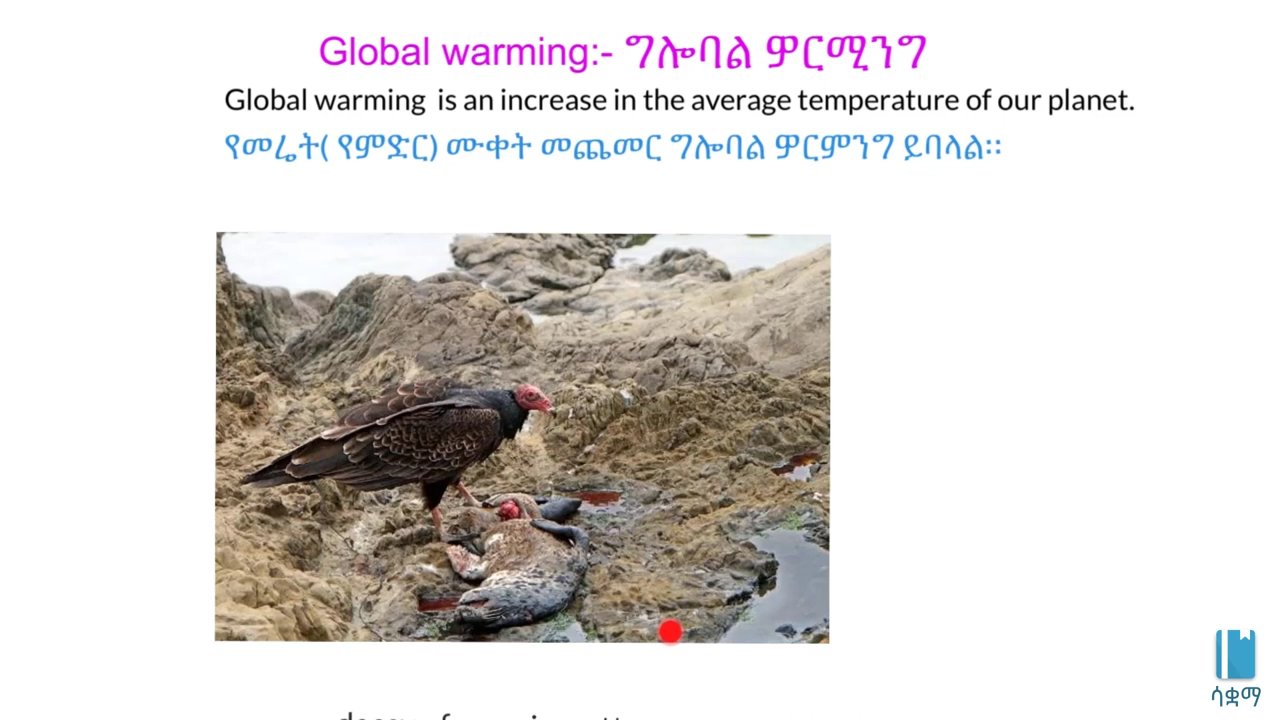 Global warming:- ግሎባል ዎርሚንግ
Global warming is an increase in the average temperature of our planet.
የመሬት( የምድር) ሙቀት መጨመር ግሎባል ዎርምንግ ይባላል፡፡
ሳቋማ